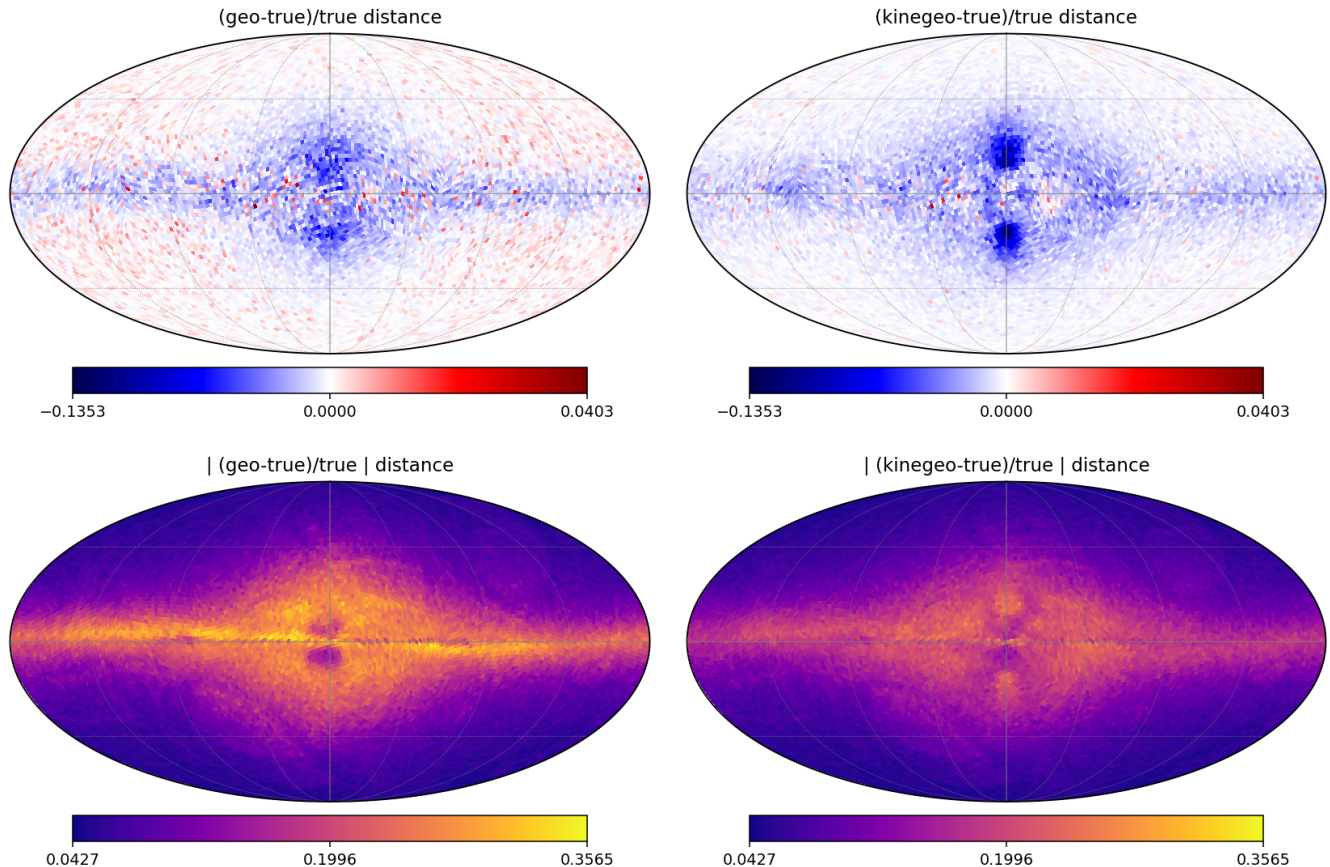 (geo-true)/true distance
(kinegeo-true)/true distance
−0.1353 0.0000 0.0403
−0.1353 0.0000 0.0403
| (geo-true)/true | distance
| (kinegeo-true)/true | distance
0.0427 0.1996 0.3565
0.0427 0.1996 0.3565